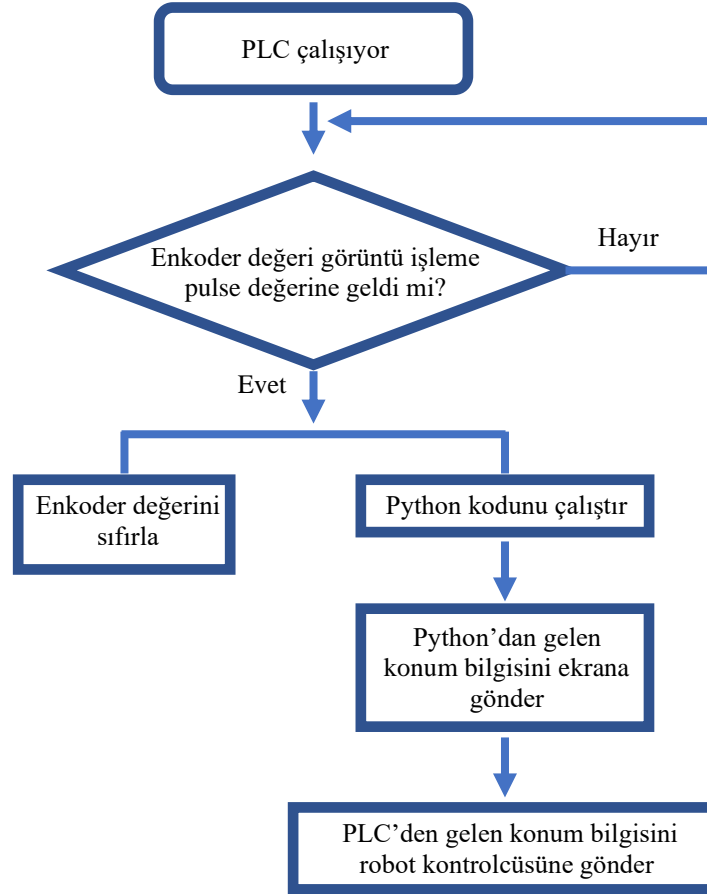 PLC çalışıyor
Enkoder değeri görüntü işleme
pulse değerine geldi mi?
Hayır
Evet
Enkoder değerini
sıfırla
Python kodunu çalıştır
Python’dan gelen
konum bilgisini ekrana
gönder
PLC’den gelen konum bilgisini
robot kontrolcüsüne gönder